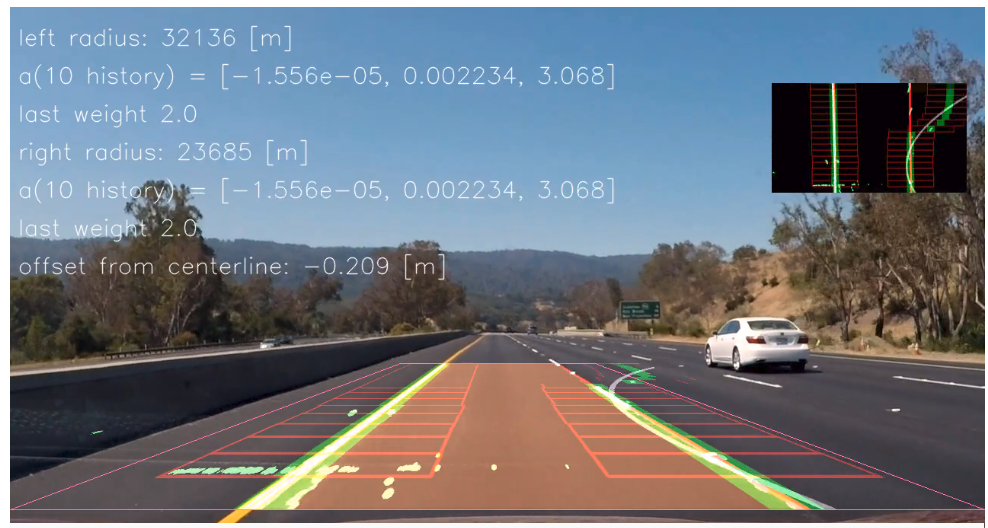 left radius: 32136 [m]
a(10 history) = [−1.556e−05, 0.002234, 3.068]
last weight 2.0
right radius: 23685 [m]
a(10 history) = [−1.556e−05, 0.002234, 3.068]
last weight 2.0
offset from centerline: −0.209 [m]